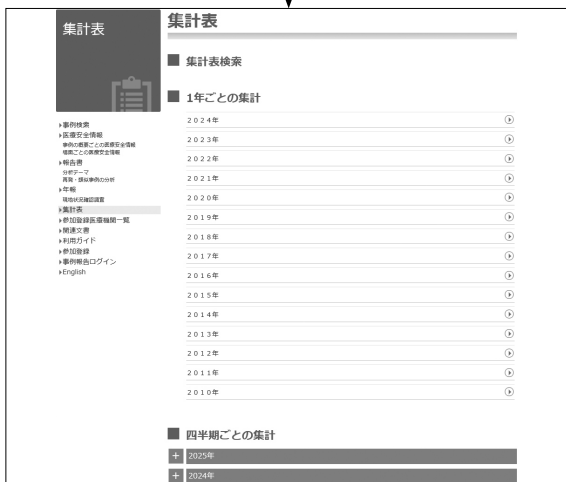 集計表
事例検索
医療安全情報
事例の概要ごとの医療安全情報
場面ごとの医療安全情報
報告書
分析テーマ
再発・類似事例の分析
年報
現地状況確認調査
集計表
参加登録医療機関一覧
関連文書
利用ガイド
参加登録
事例報告ログイン
English
集計表
集計表検索
1年ごとの集計
2024年
2023年
2022年
2021年
2020年
2019年
2018年
2017年
2016年
2015年
2014年
2013年
2012年
2011年
2010年
四半期ごとの集計
+ 2025年
+ 2024年